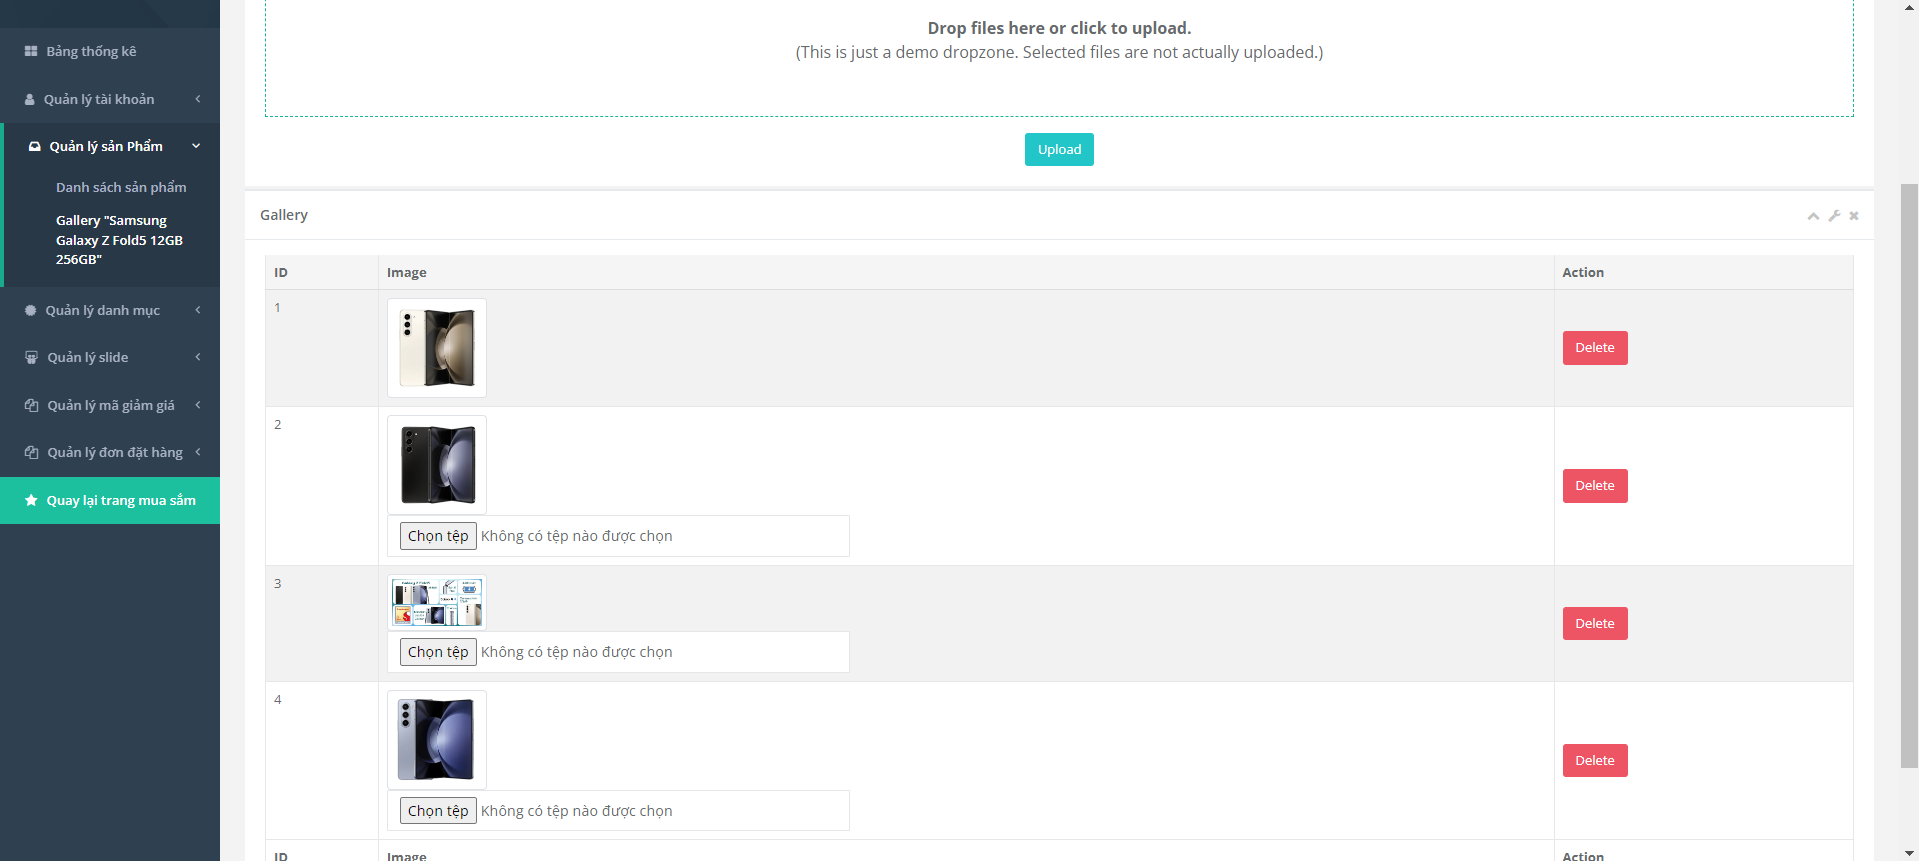 Bảng thống kê
Quản lý tài khoản
Quản lý sản Phẩm
Danh sách sản phẩm
Gallery "Samsung
Galaxy Z Fold5 12GB
256GB"
Quản lý danh mục
Quản lý slide
Quản lý mã giảm giá
Quản lý đơn đặt hàng
Quay lại trang mua sắm
Drop files here or click to upload.
(This is just a demo dropzone. Selected files are not actually uploaded.)
Upload
Gallery
ID Image Action
1 Delete
2 Delete
Chọn tệp Không có tệp nào được chọn
3 Delete
Chọn tệp Không có tệp nào được chọn
4 Delete
Chọn tệp Không có tệp nào được chọn
ID Image Action